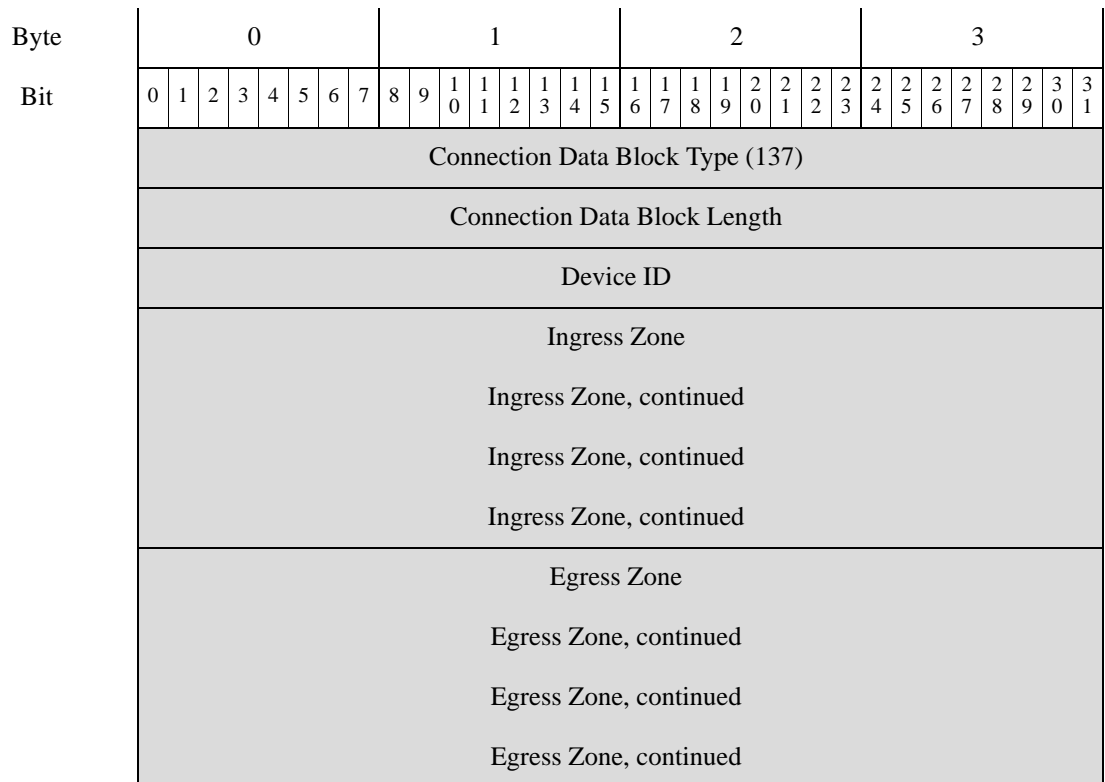 Byte 0 1 2 3
Bit 0 1 2 3 4 5 6 7 8 9 10 11 12 13 14 15 16 17 18 19 20 21 22 23 24 25 26 27 28 29 30 31
Connection Data Block Type (137)
Connection Data Block Length
Device ID
Ingress Zone
Ingress Zone, continued
Ingress Zone, continued
Ingress Zone, continued
Egress Zone
Egress Zone, continued
Egress Zone, continued
Egress Zone, continued